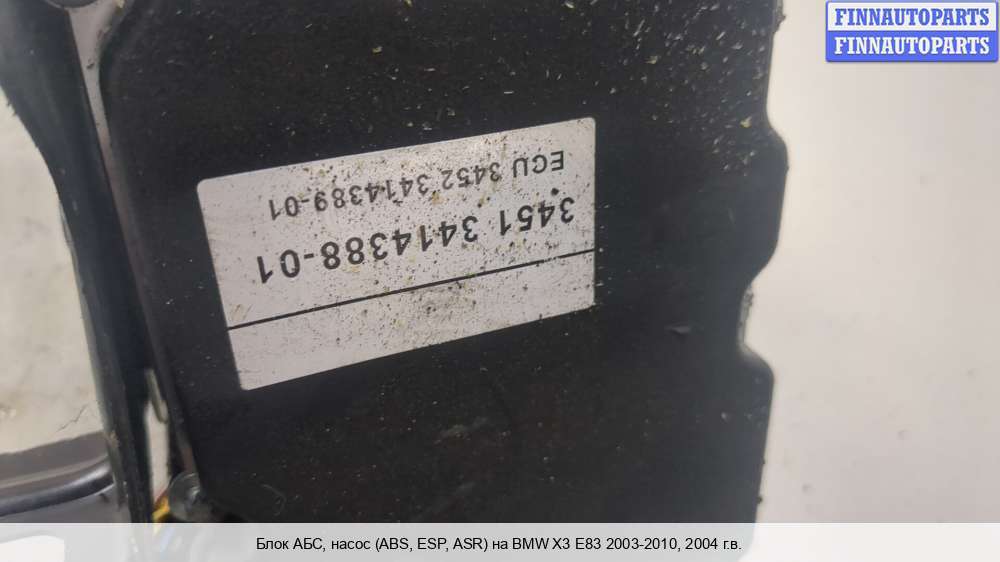 FINNAUTOPARTS
FINNAUTOPARTS
3451 3414388-01
ECU 3452 3414389-01
Блок АБС, насос (ABS, ESP, ASR) на BMW X3 E83 2003-2010, 2004 г.в.